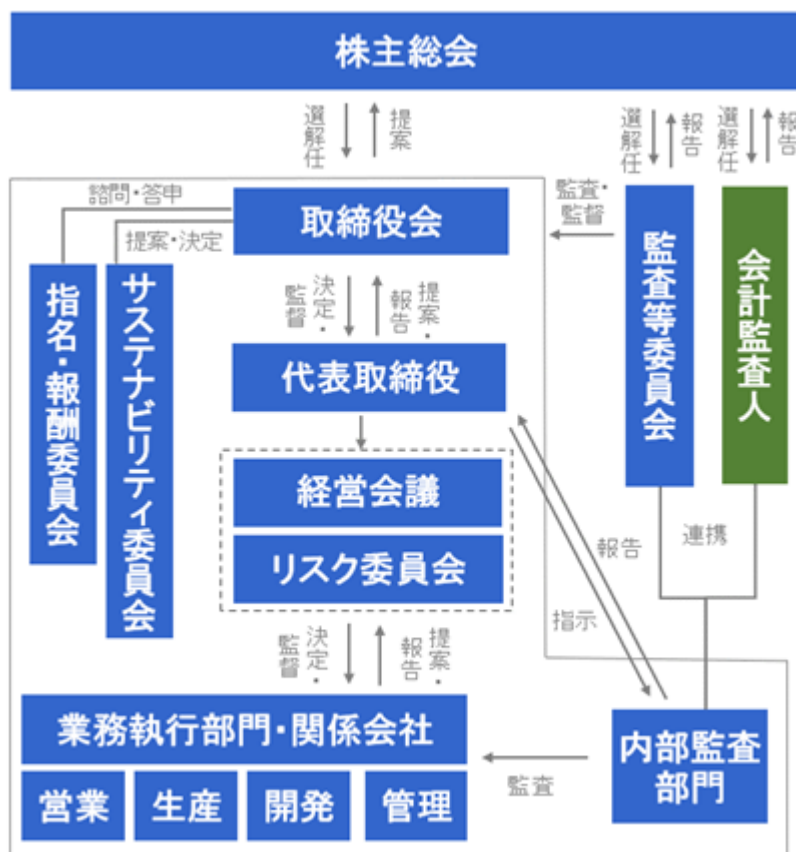 株主総会
選解任
提案
選解任
報告
選解任
報告
諮問・答申
取締役会
監査・
監督
監査等委員会
会計監査人
提案・決定
指名・報酬委員会
サステナビリティ委員会
決定・
監督
提案・
報告
代表取締役
経営会議
リスク委員会
報告
連携
指示
決定・
監督
提案・
報告
業務執行部門・関係会社
営業
生産
開発
管理
監査
内部監査
部門